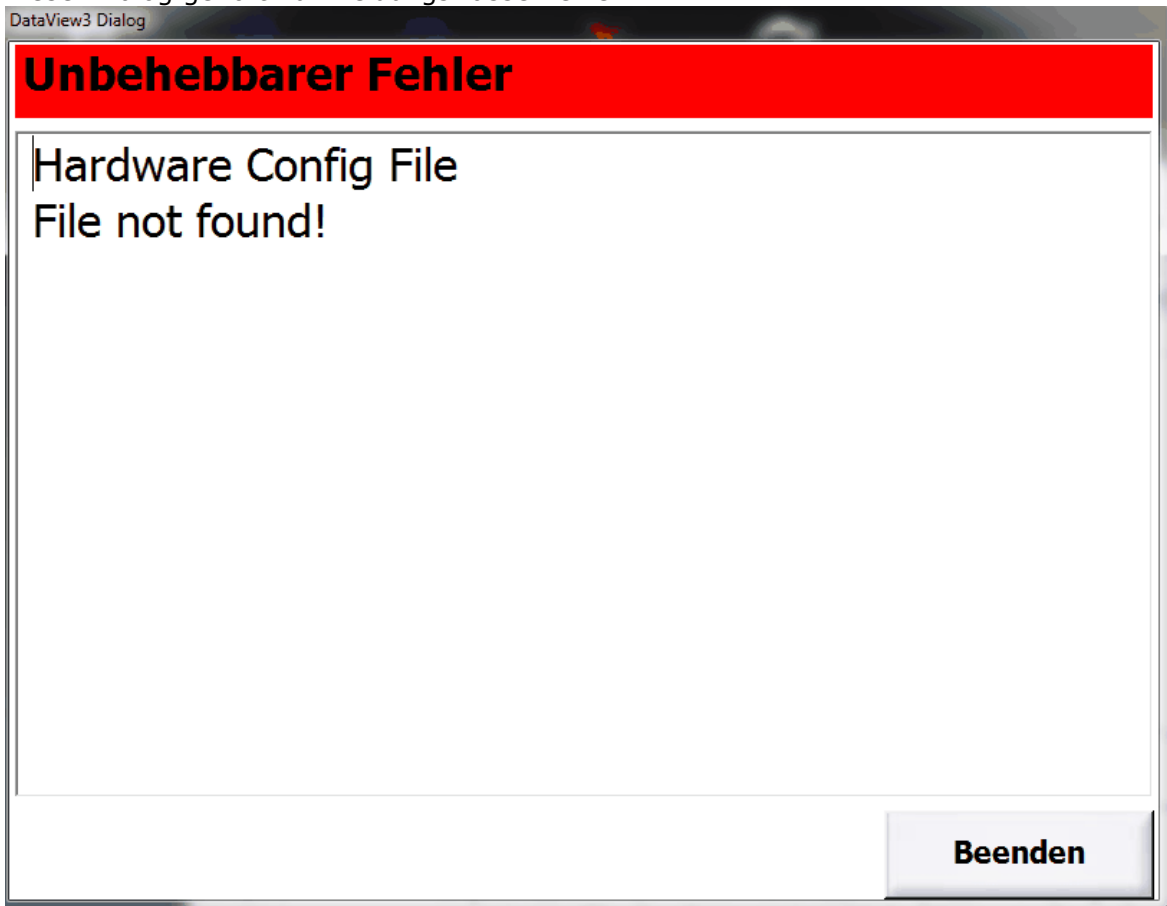 DataView3 Dialog
Unbehebbarer Fehler
Hardware Config File
File not found!
Beenden